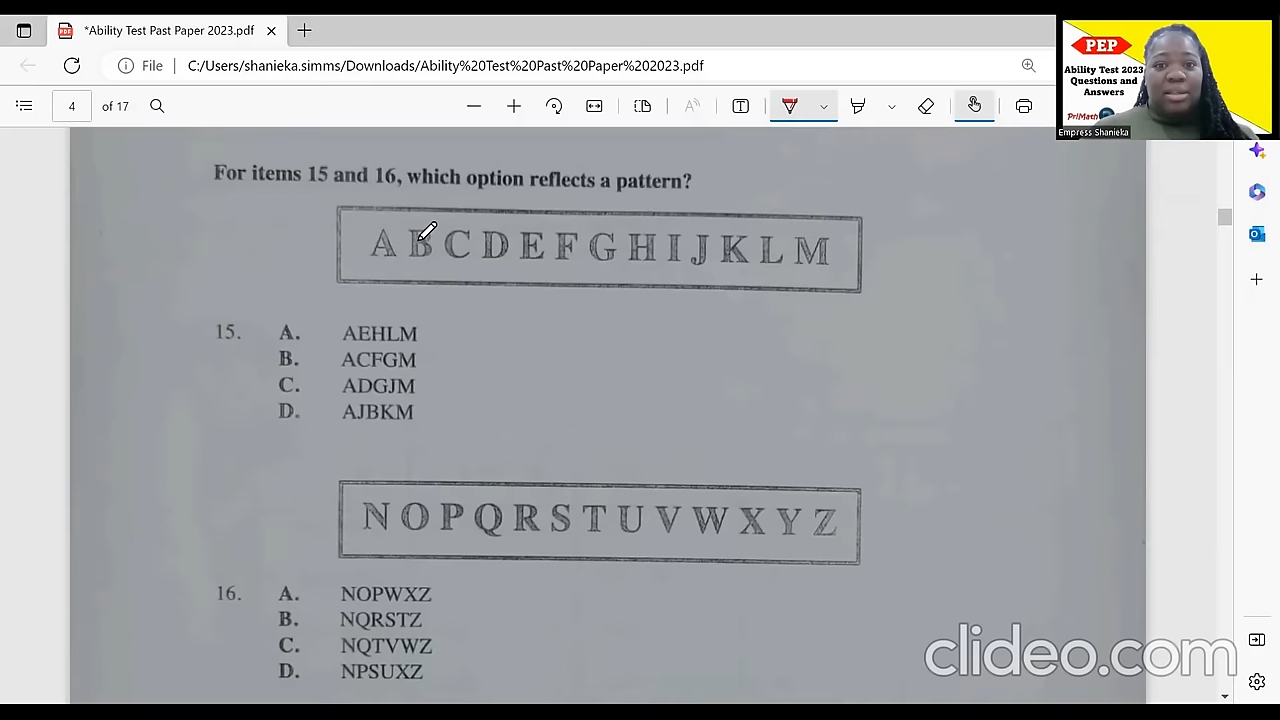 *Ability Test Past Paper 2023.pdf
File C:/Users/shanieka.simms/Downloads/Ability%20Test%20Past%20Paper%202023.pdf
4 of 17
PEP
Ability Test 2023
Questions and
Answers
PriMath
Empress Shanieka
For items 15 and 16, which option reflects a pattern?
A B C D E F G H I J K L M
15. A. AEHLM
B. ACFGM
C. ADGJM
D. AJBKM
N O P Q R S T U V W X Y Z
16. A. NOPWXZ
B. NQRSTZ
C. NQTVWZ
D. NPSUXZ
clideo.com